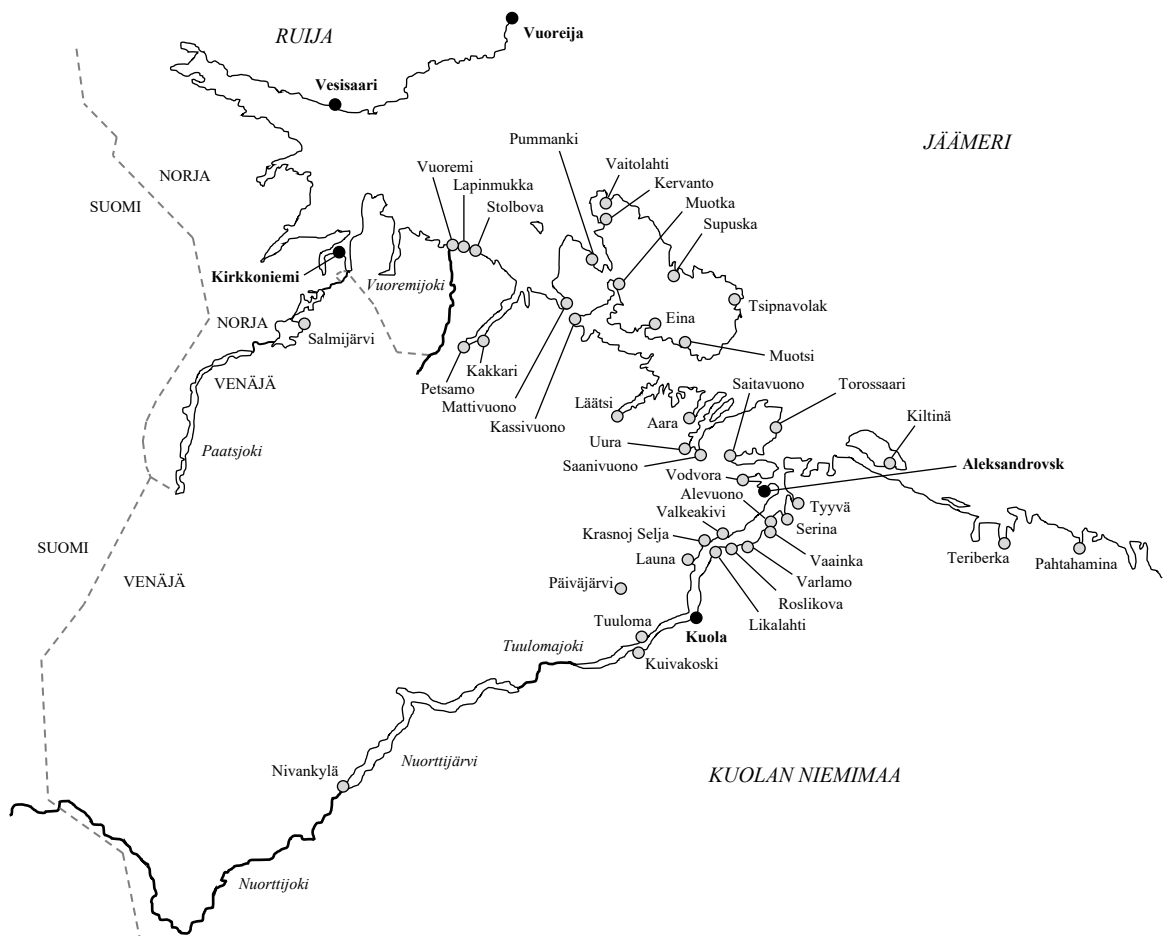 RUIJA
Vuoreija
Vesisaari
JÄÄMERI
Pummanki
Vaitolahti
Vuoremi
Kervanto
NORJA
Lapinmukka
Muotka
SUOMI
Stolbova
Supuska
Kirkkoniemi
Vuoremijoki
Tsipnavolak
NORJA
Eina
Salmijärvi
Muotsi
Kakkari
VENÄJÄ
Petsamo
Saitavuono
Torossaari
Mattivuono
Läätsi
Kiltinä
Kassivuono
Aara
Uura
Paatsjoki
Saanivuono
Aleksandrovsk
Vodvora
Alevuono
Tyyvä
Valkeakivi
Serina
Krasnoj Selja
SUOMI
Vaainka
Teriberka
Pahtahamina
Launa
Varlamo
VENÄJÄ
Päiväjärvi
Roslikova
Tuuloma
Likalahti
Kuola
Tuulomajoki
Kuivakoski
Nuorttijärvi
Nivankylä
KUOLAN NIEMIMAA
Nuorttijoki